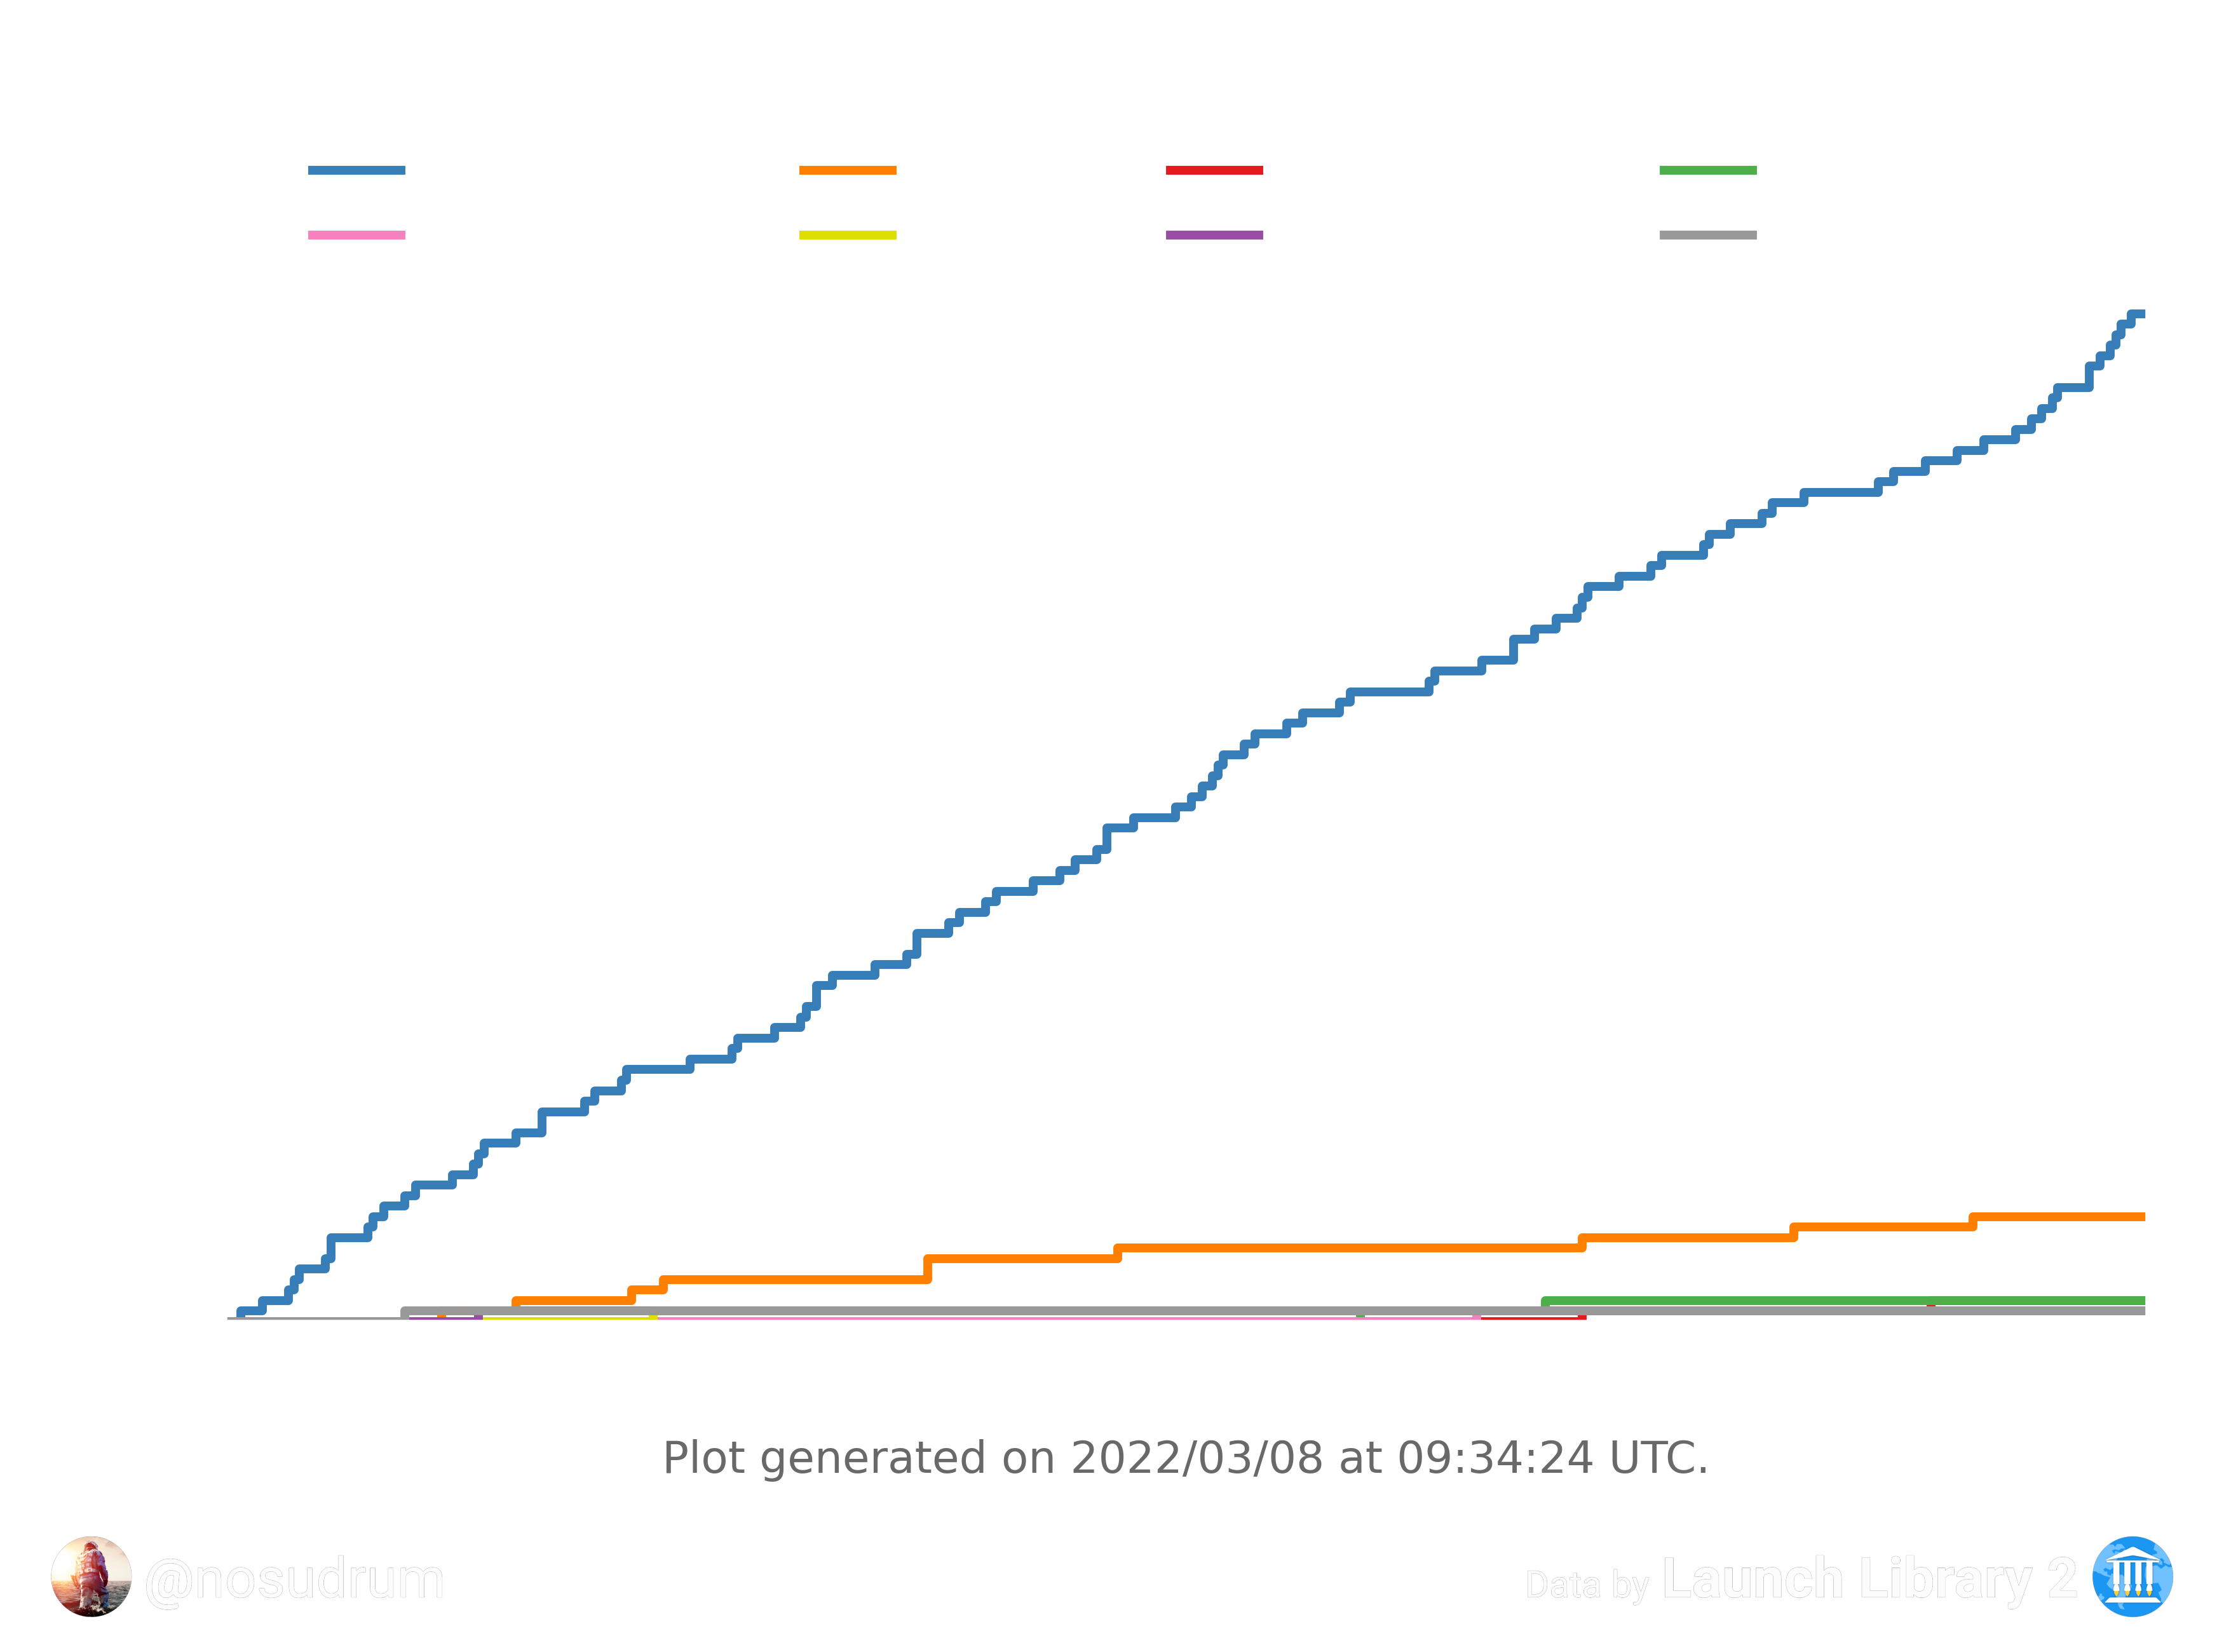 Plot generated on 2022/03/08 at 09:34:24 UTC.
@nosudrum
Data by Launch Library 2